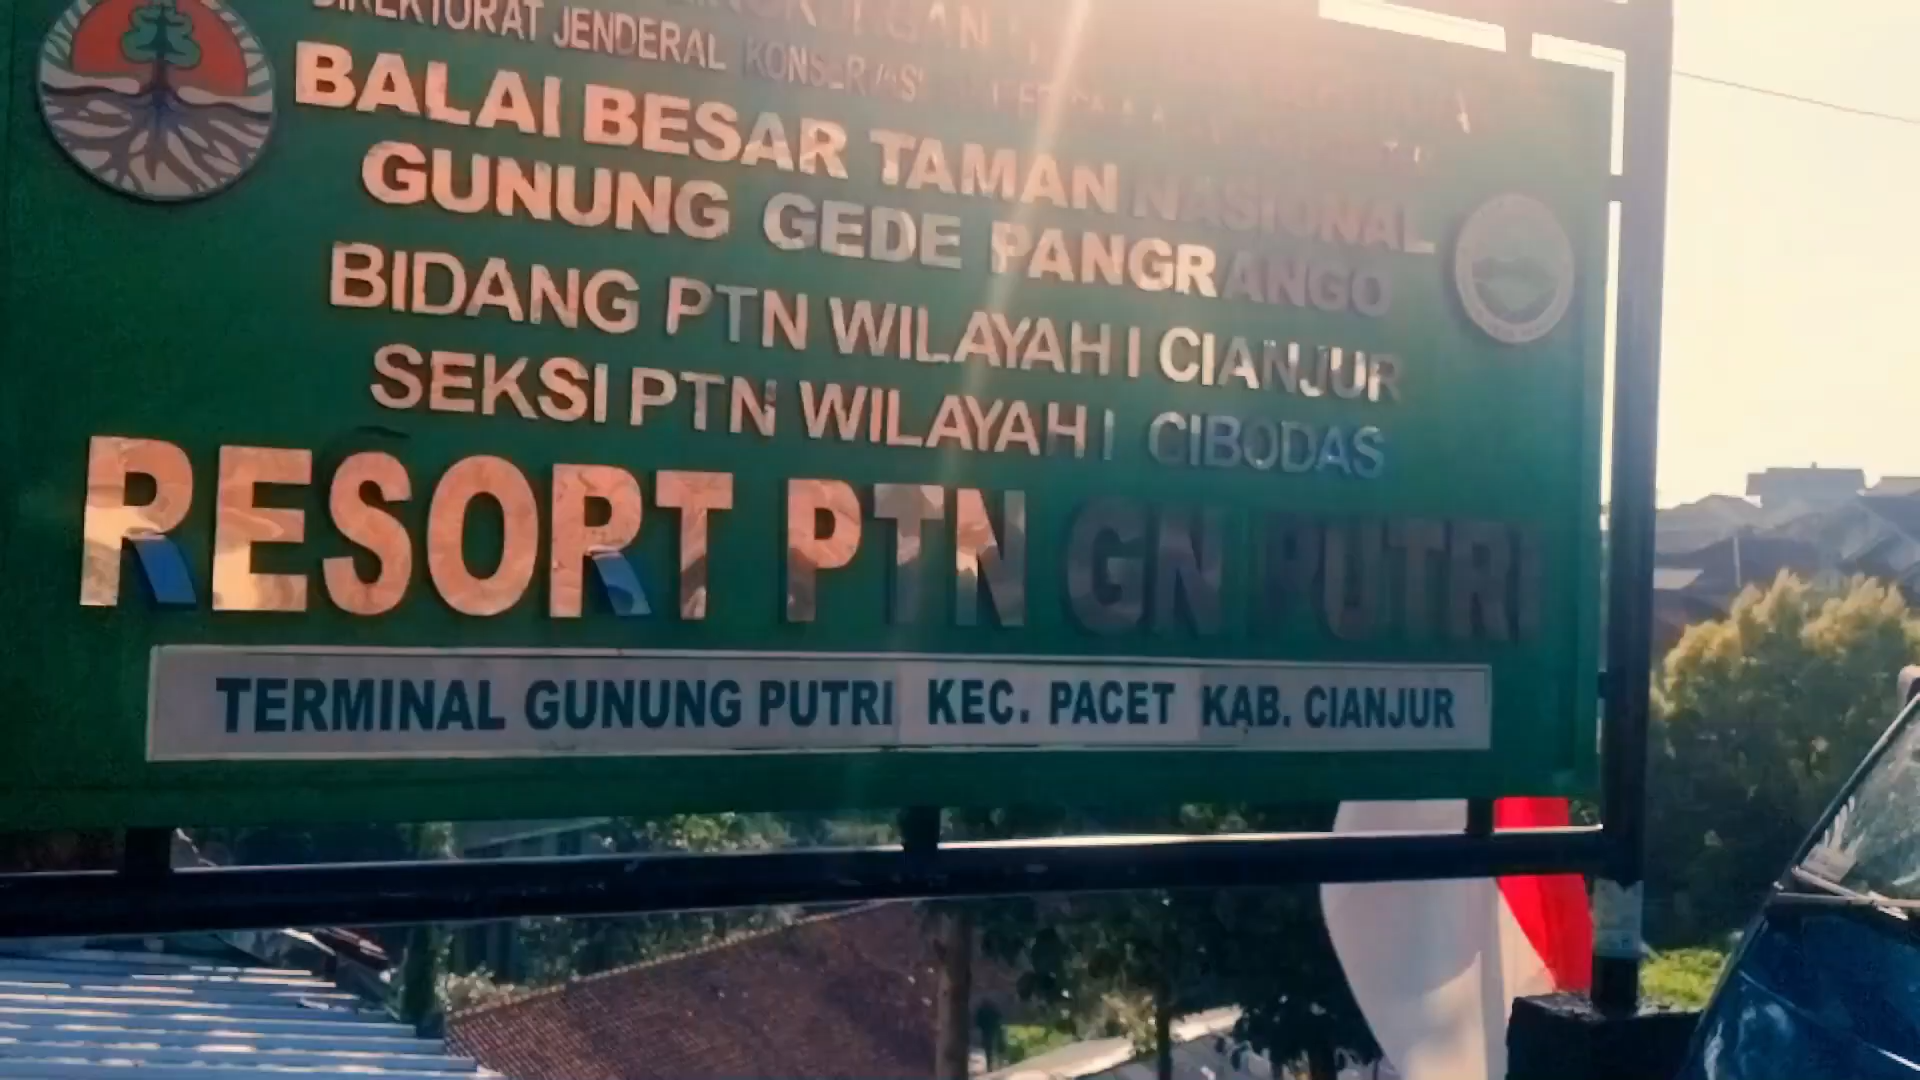 DIREKTORAT JENDERAL KONSERVASI
BALAI BESAR TAMAN NASIONAL
GUNUNG GEDE PANGRANGO
BIDANG PTN WILAYAH I CIANJUR
SEKSI PTN WILAYAH I CIBODAS
RESORT PTN GN PUTRI
TERMINAL GUNUNG PUTRI KEC. PACET KAB. CIANJUR